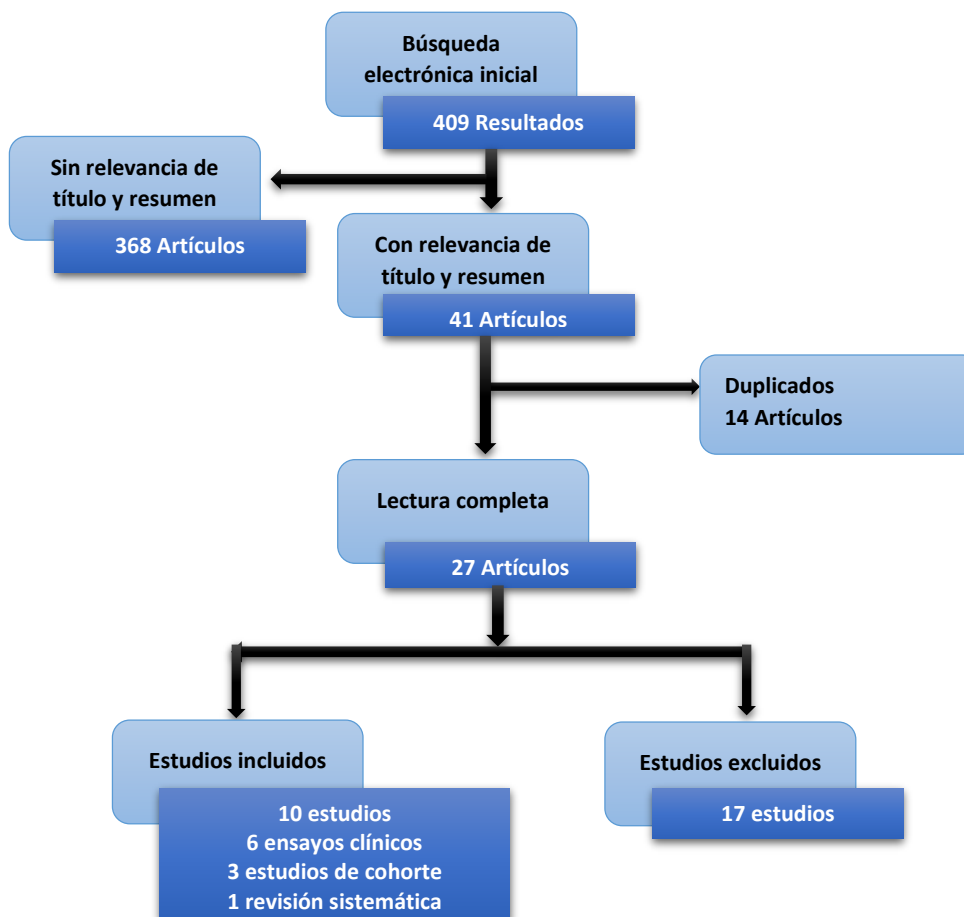 Búsqueda
electrónica inicial
409 Resultados
Sin relevancia de
título y resumen
368 Artículos
Con relevancia de
título y resumen
41 Artículos
Duplicados
14 Artículos
Lectura completa
27 Artículos
Estudios incluidos
10 estudios
6 ensayos clínicos
3 estudios de cohorte
1 revisión sistemática
Estudios excluidos
17 estudios